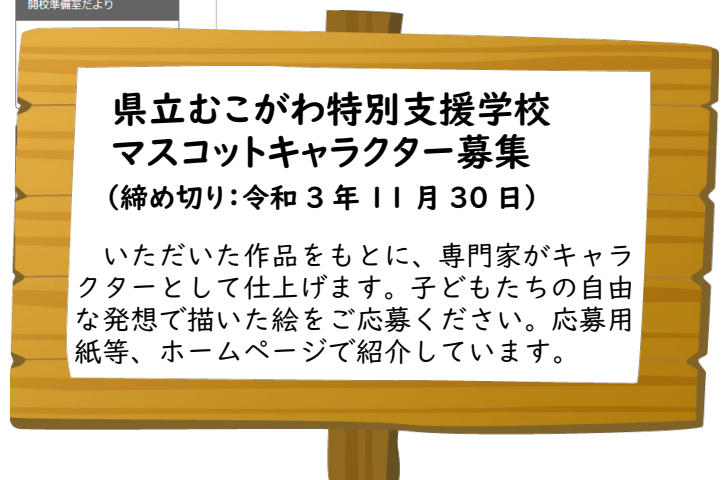 開校準備室だより
県立むこがわ特別支援学校
マスコットキャラクター募集
(締め切り:令和3年11月30日)
いただいた作品をもとに、専門家がキャラ
クターとして仕上げます。子どもたちの自由
な発想で描いた絵をご応募ください。応募用
紙等、ホームページで紹介しています。